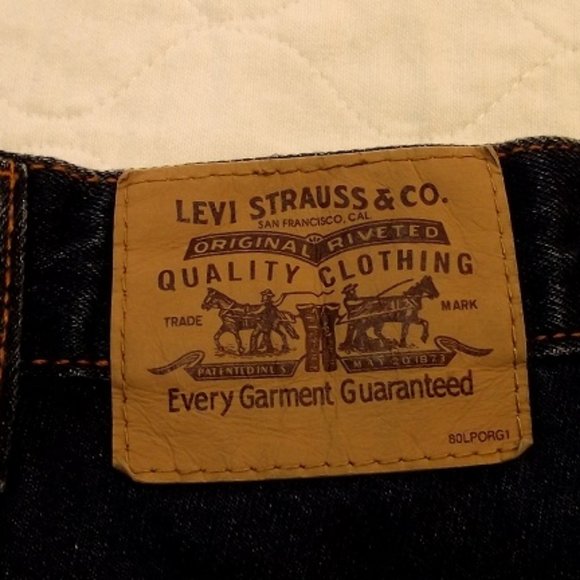 LEVI STRAUSS & CO.
SAN FRANCISCO, CAL
ORIGINAL RIVETED
QUALITY CLOTHING
TRADE MARK
PATENTED IN U.S. MAY 20 1873
Every Garment Guaranteed
80LPORG1